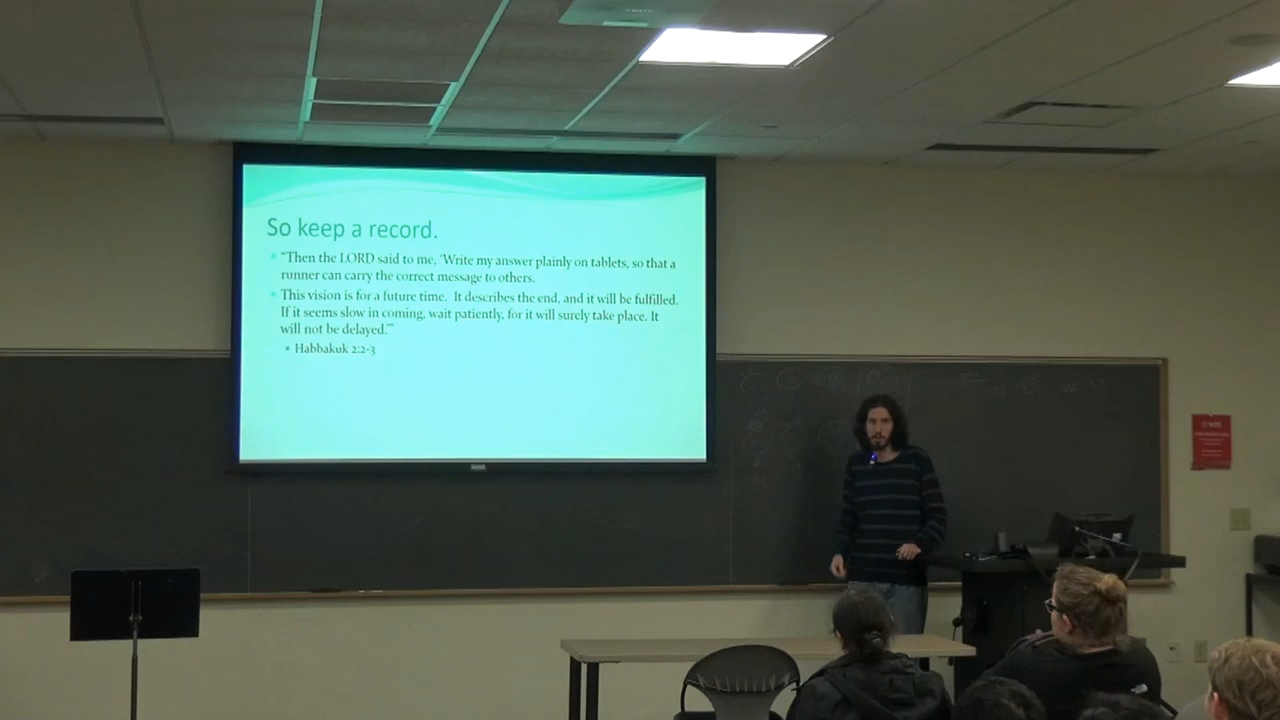 So keep a record.
"Then the LORD said to me, 'Write my answer plainly on tablets, so that a
runner can carry the correct message to others.
This vision is for a future time. It describes the end, and it will be fulfilled.
If it seems slow in coming, wait patiently, for it will surely take place. It
will not be delayed.'"
Habbakuk 2:2-3